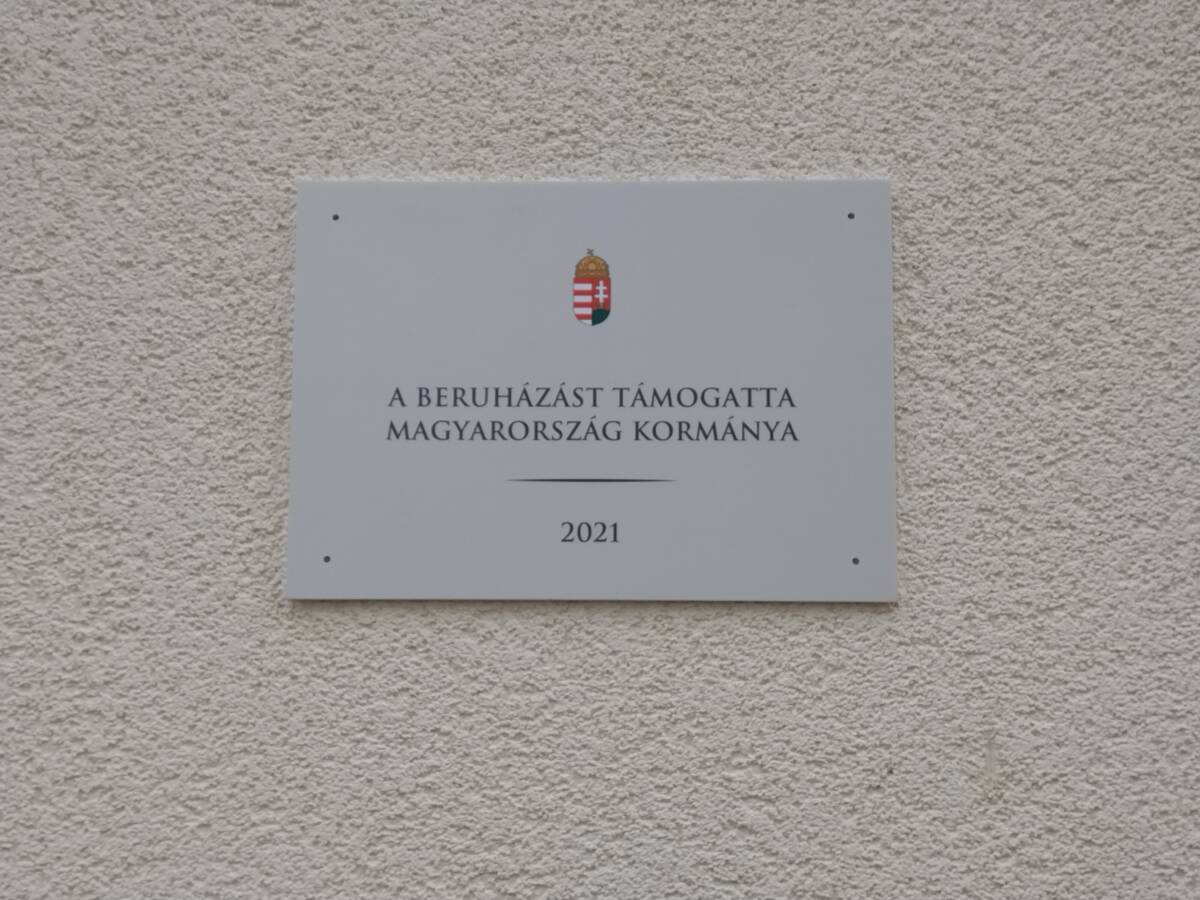 A BERUHÁZÁST TÁMOGATTA
MAGYARORSZÁG KORMÁNYA
2021